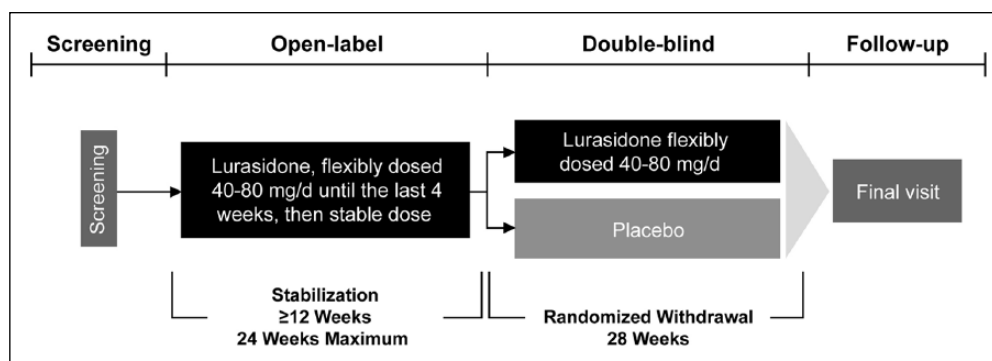 Screening
Open-label
Double-blind
Follow-up
Screening
Lurasidone, flexibly dosed
40-80 mg/d until the last 4
weeks, then stable dose
Lurasidone flexibly
dosed 40-80 mg/d
Placebo
Final visit
Stabilization
≥12 Weeks
24 Weeks Maximum
Randomized Withdrawal
28 Weeks